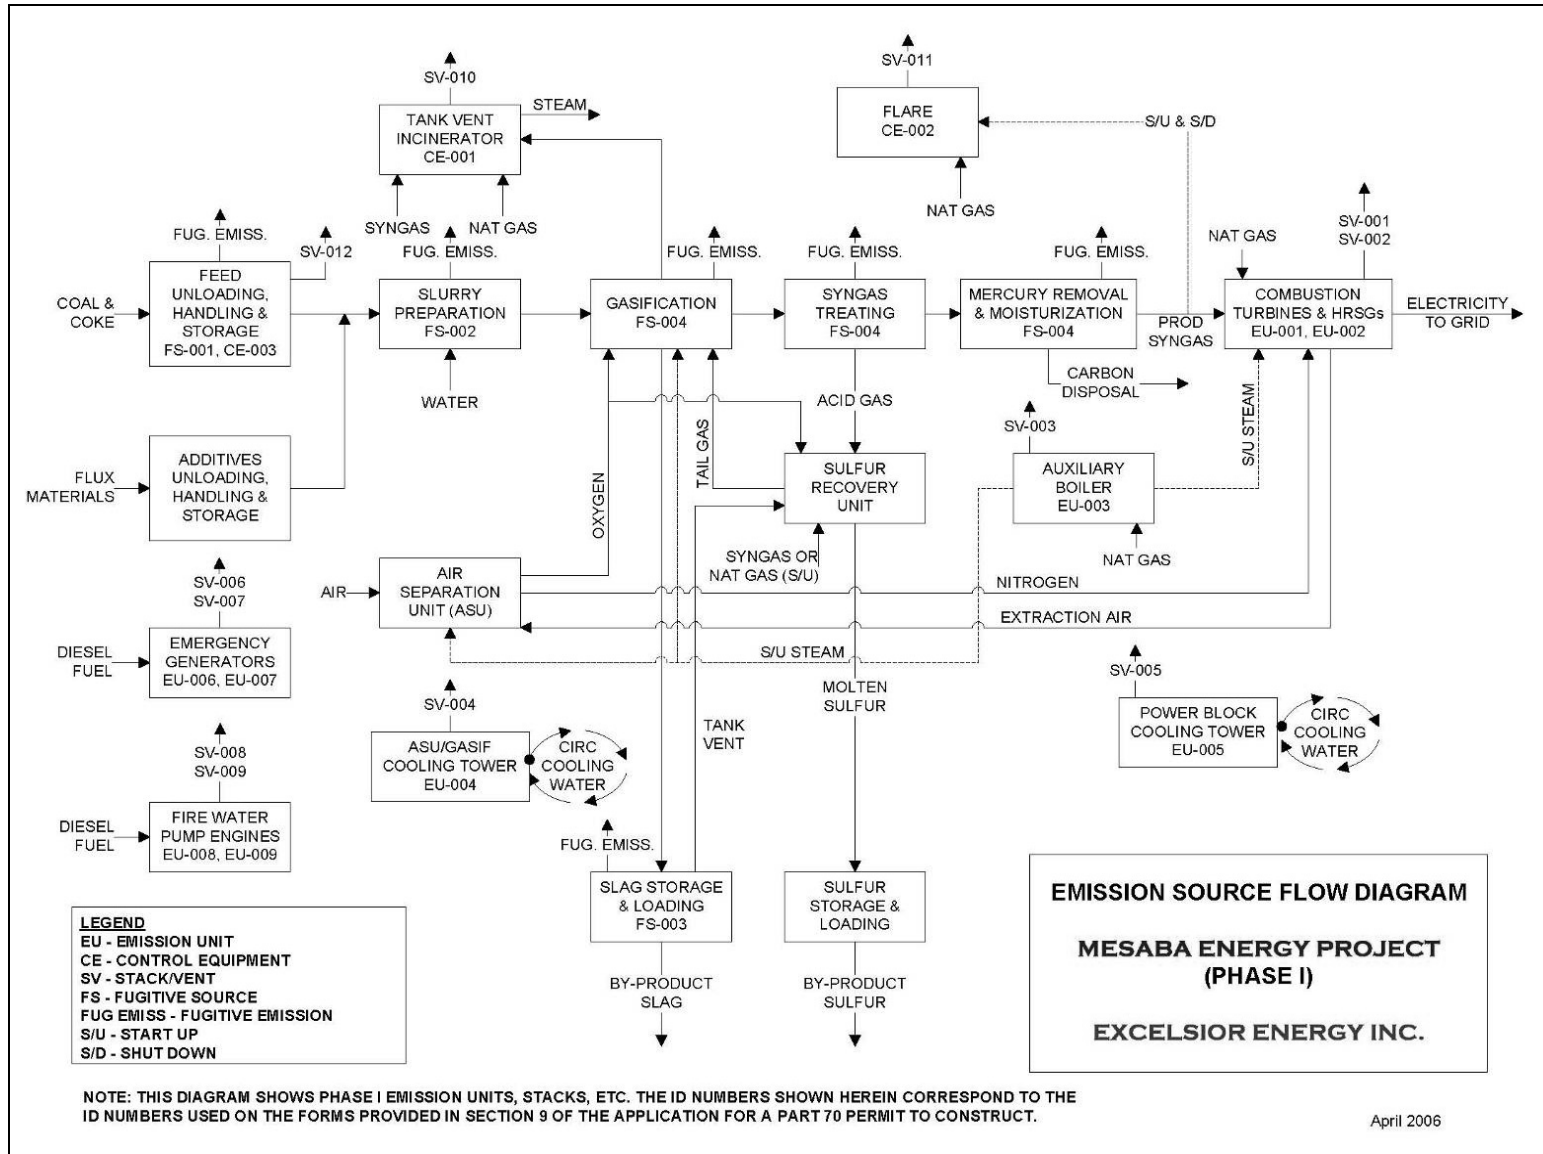 SV-010
TANK VENT
INCINERATOR
CE-001
STEAM
SYNGAS
NAT GAS
SV-011
FLARE
CE-002
S/U & S/D
NAT GAS
FUG. EMISS.
SV-012
COAL &
COKE
FEED
UNLOADING,
HANDLING &
STORAGE
FS-001, CE-003
FUG. EMISS.
SLURRY
PREPARATION
FS-002
WATER
FUG. EMISS.
GASIFICATION
FS-004
FUG. EMISS.
SYNGAS
TREATING
FS-004
FUG. EMISS.
MERCURY REMOVAL
& MOISTURIZATION
FS-004
PROD
SYNGAS
CARBON
DISPOSAL
NAT GAS
SV-001
SV-002
COMBUSTION
TURBINES & HRSGs
EU-001, EU-002
ELECTRICITY
TO GRID
FLUX
MATERIALS
ADDITIVES
UNLOADING,
HANDLING &
STORAGE
OXYGEN
TAIL GAS
ACID GAS
SULFUR
RECOVERY
UNIT
SYNGAS OR
NAT GAS (S/U)
SV-003
AUXILIARY
BOILER
EU-003
NAT GAS
S/U STEAM
AIR
AIR
SEPARATION
UNIT (ASU)
NITROGEN
EXTRACTION AIR
S/U STEAM
SV-006
SV-007
DIESEL
FUEL
EMERGENCY
GENERATORS
EU-006, EU-007
SV-004
ASU/GASIF
COOLING TOWER
EU-004
CIRC
COOLING
WATER
TANK
VENT
MOLTEN
SULFUR
SV-005
POWER BLOCK
COOLING TOWER
EU-005
CIRC
COOLING
WATER
SV-008
SV-009
DIESEL
FUEL
FIRE WATER
PUMP ENGINES
EU-008, EU-009
FUG. EMISS.
SLAG STORAGE
& LOADING
FS-003
BY-PRODUCT
SLAG
SULFUR
STORAGE &
LOADING
BY-PRODUCT
SULFUR
LEGEND
EU - EMISSION UNIT
CE - CONTROL EQUIPMENT
SV - STACK/VENT
FS - FUGITIVE SOURCE
FUG EMISS - FUGITIVE EMISSION
S/U - START UP
S/D - SHUT DOWN
EMISSION SOURCE FLOW DIAGRAM
MESABA ENERGY PROJECT
(PHASE I)
EXCELSIOR ENERGY INC.
NOTE: THIS DIAGRAM SHOWS PHASE I EMISSION UNITS, STACKS, ETC. THE ID NUMBERS SHOWN HEREIN CORRESPOND TO THE
ID NUMBERS USED ON THE FORMS PROVIDED IN SECTION 9 OF THE APPLICATION FOR A PART 70 PERMIT TO CONSTRUCT.
April 2006